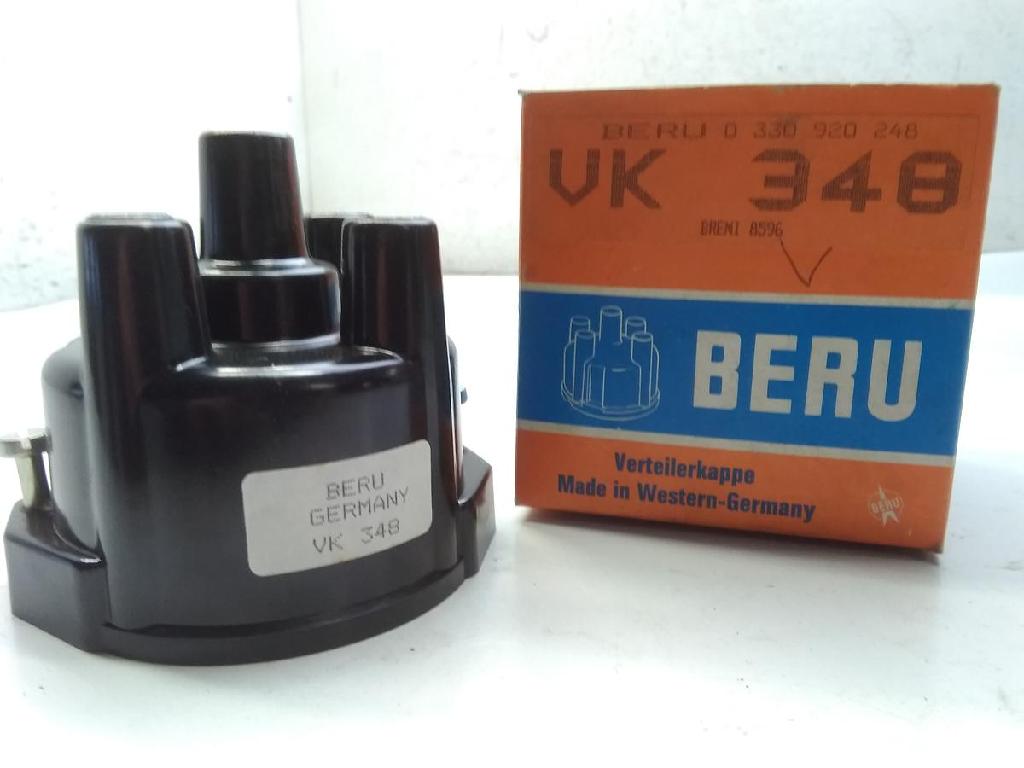 BERU 0 330 920 248
VK 348
BREMI 8596
BERU
Verteilerkappe
Made in Western-Germany
BERU
BERU
GERMANY
VK 348